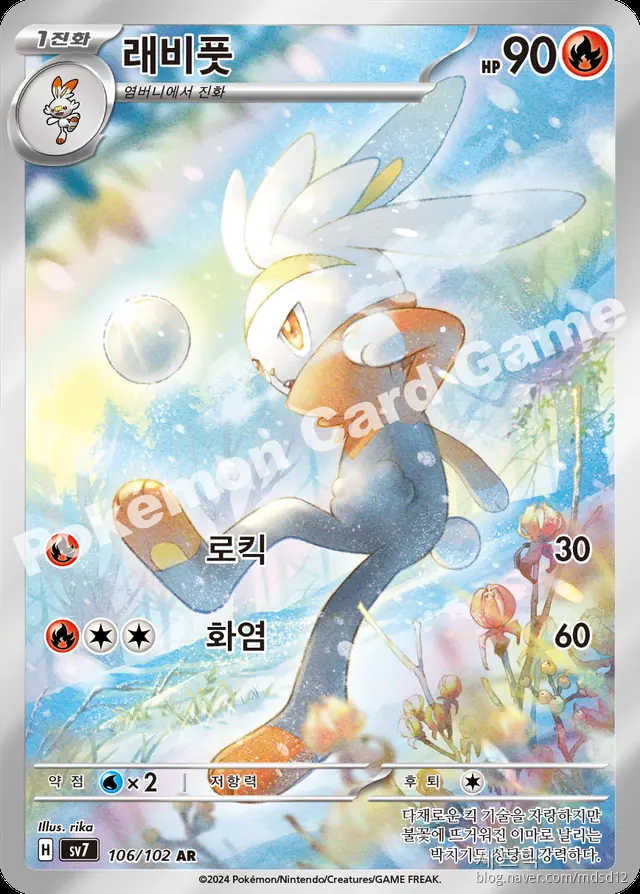 1진화
래비풋
HP 90
염버니에서 진화
Pokémon Card Game
로킥 30
화염 60
약점 ×2 저항력 후퇴
Illus. rika
다채로운 킥 기술을 자랑하지만
불꽃에 뜨거워진 이마로 날리는
박치기도 상당히 강력하다.
H sv7 106/102 AR
©2024 Pokémon/Nintendo/Creatures/GAME FREAK.
blog.naver.com/mdsd12